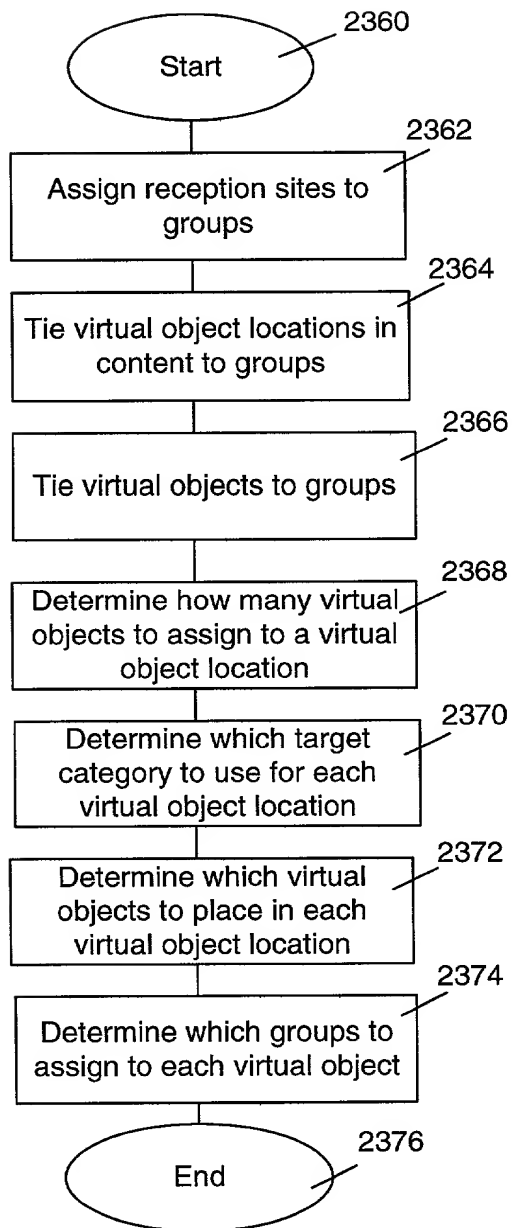 2360
Start
2362
Assign reception sites to
groups
2364
Tie virtual object locations in
content to groups
2366
Tie virtual objects to groups
2368
Determine how many virtual
objects to assign to a virtual
object location
2370
Determine which target
category to use for each
virtual object location
2372
Determine which virtual
objects to place in each
virtual object location
2374
Determine which groups to
assign to each virtual object
2376
End